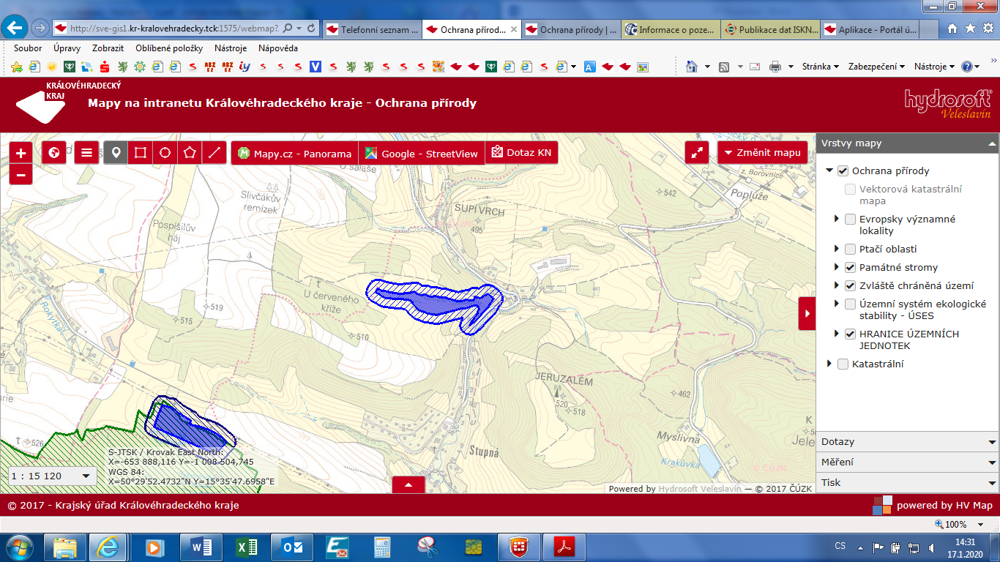 http://sve-gis1.kr-kralovehradecky.tck:1575/webmap?
Telefonní seznam ...
Ochrana přírod...
Ochrana přírody | ...
Informace o poze...
Publikace dat ISKN...
Aplikace - Portál ú...
Soubor Úpravy Zobrazit Oblíbené položky Nástroje Nápověda
Stránka Zabezpečení Nástroje
KRÁLOVÉHRADECKÝ
KRAJ
Mapy na intranetu Královéhradeckého kraje - Ochrana přírody
hydrosoft
Veleslavín
Mapy.cz - Panorama
Google - StreetView
Dotaz KN
Změnit mapu
Vrstvy mapy
Ochrana přírody
Vektorová katastrální
mapa
Evropsky významné
lokality
Ptačí oblasti
Památné stromy
Zvláště chráněná území
Územní systém ekologické
stability - ÚSES
HRANICE ÚZEMNÍCH
JEDNOTEK
Katastrální
Dotazy
Měření
Tisk
U salaše
Slivčákův
remízek
Pospíšilův
háj
SUPÍ VRCH
495
542
Popluže
z. Borovnice
U červeného
kříže
519
515
510
Rokytka
JERUZALÉM
520
518
462
Stupná
Myslivna
Krakůvka
© ČÚZK
526
S-JTSK / Krovak East North:
X=-653 888,116 Y=-1 008 504,745
WGS 84:
X=50°29'52.4732"N Y=15°35'47.6958"E
1 : 15 120
Powered by Hydrosoft Veleslavín — © 2017 ČÚZK
© 2017 - Krajský úřad Královéhradeckého kraje
powered by HV Map
100%
CS
14:31
17.1.2020